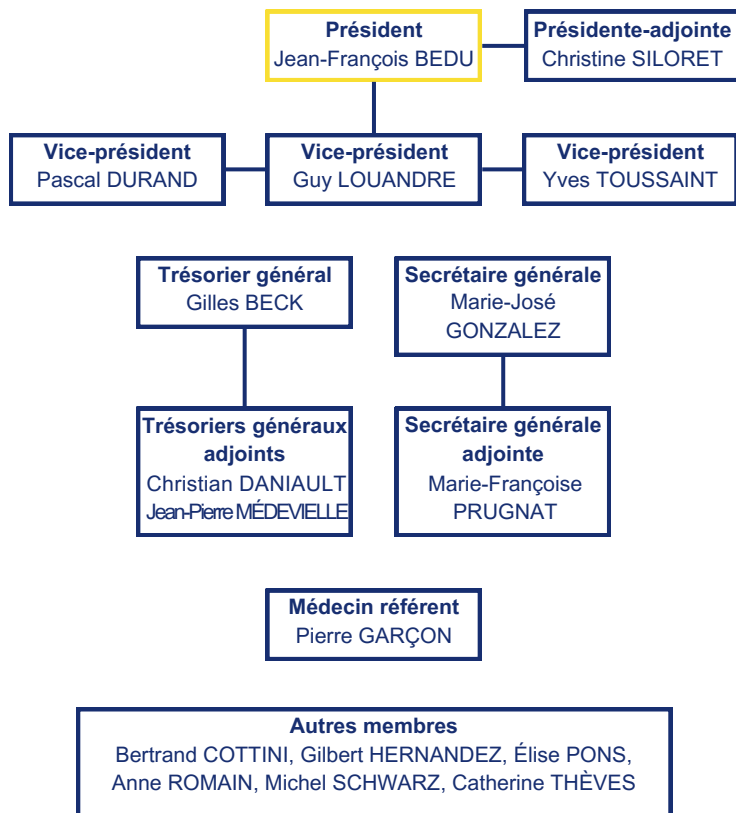 Président
Jean-François BEDU
Présidente-adjointe
Christine SILORET
Vice-président
Pascal DURAND
Vice-président
Guy LOUANDRE
Vice-président
Yves TOUSSAINT
Trésorier général
Gilles BECK
Secrétaire générale
Marie-José
GONZALEZ
Trésoriers généraux
adjoints
Christian DANIAULT
Jean-Pierre MÉDEVIELLE
Secrétaire générale
adjointe
Marie-Françoise
PRUGNAT
Médecin référent
Pierre GARÇON
Autres membres
Bertrand COTTINI, Gilbert HERNANDEZ, Élise PONS,
Anne ROMAIN, Michel SCHWARZ, Catherine THÈVES